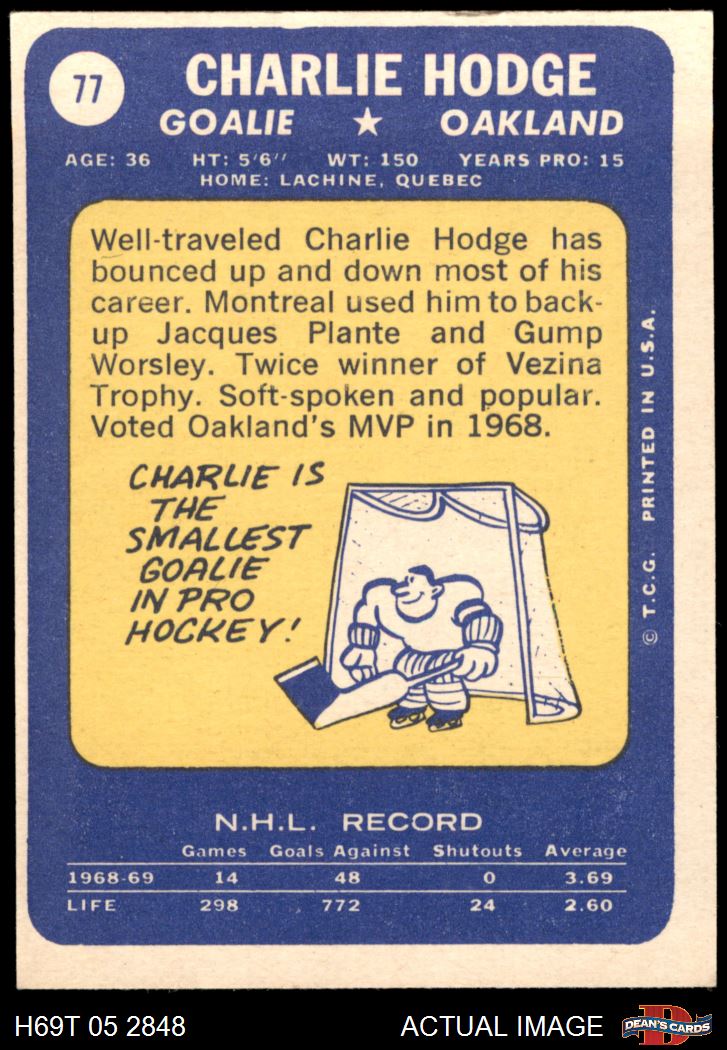 77
CHARLIE HODGE
GOALIE ★ OAKLAND
AGE: 36 HT: 5'6" WT: 150 YEARS PRO: 15
HOME: LACHINE, QUEBEC
Well-traveled Charlie Hodge has
bounced up and down most of his
career. Montreal used him to back-
up Jacques Plante and Gump
Worsley. Twice winner of Vezina
Trophy. Soft-spoken and popular.
Voted Oakland's MVP in 1968.
CHARLIE IS
THE
SMALLEST
GOALIE
IN PRO
HOCKEY!
© T.C.G. PRINTED IN U.S.A.
N.H.L. RECORD
Games Goals Against Shutouts Average
1968-69 14 48 0 3.69
LIFE 298 772 24 2.60
H69T 05 2848
ACTUAL IMAGE
D
DEAN'S CARDS